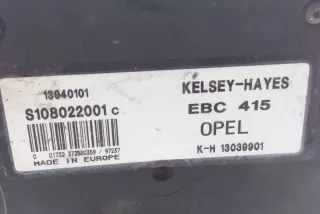 13040101
KELSEY-HAYES
S108022001 C
EBC 415
OPEL
K-H 13039901
MADE IN EUROPE